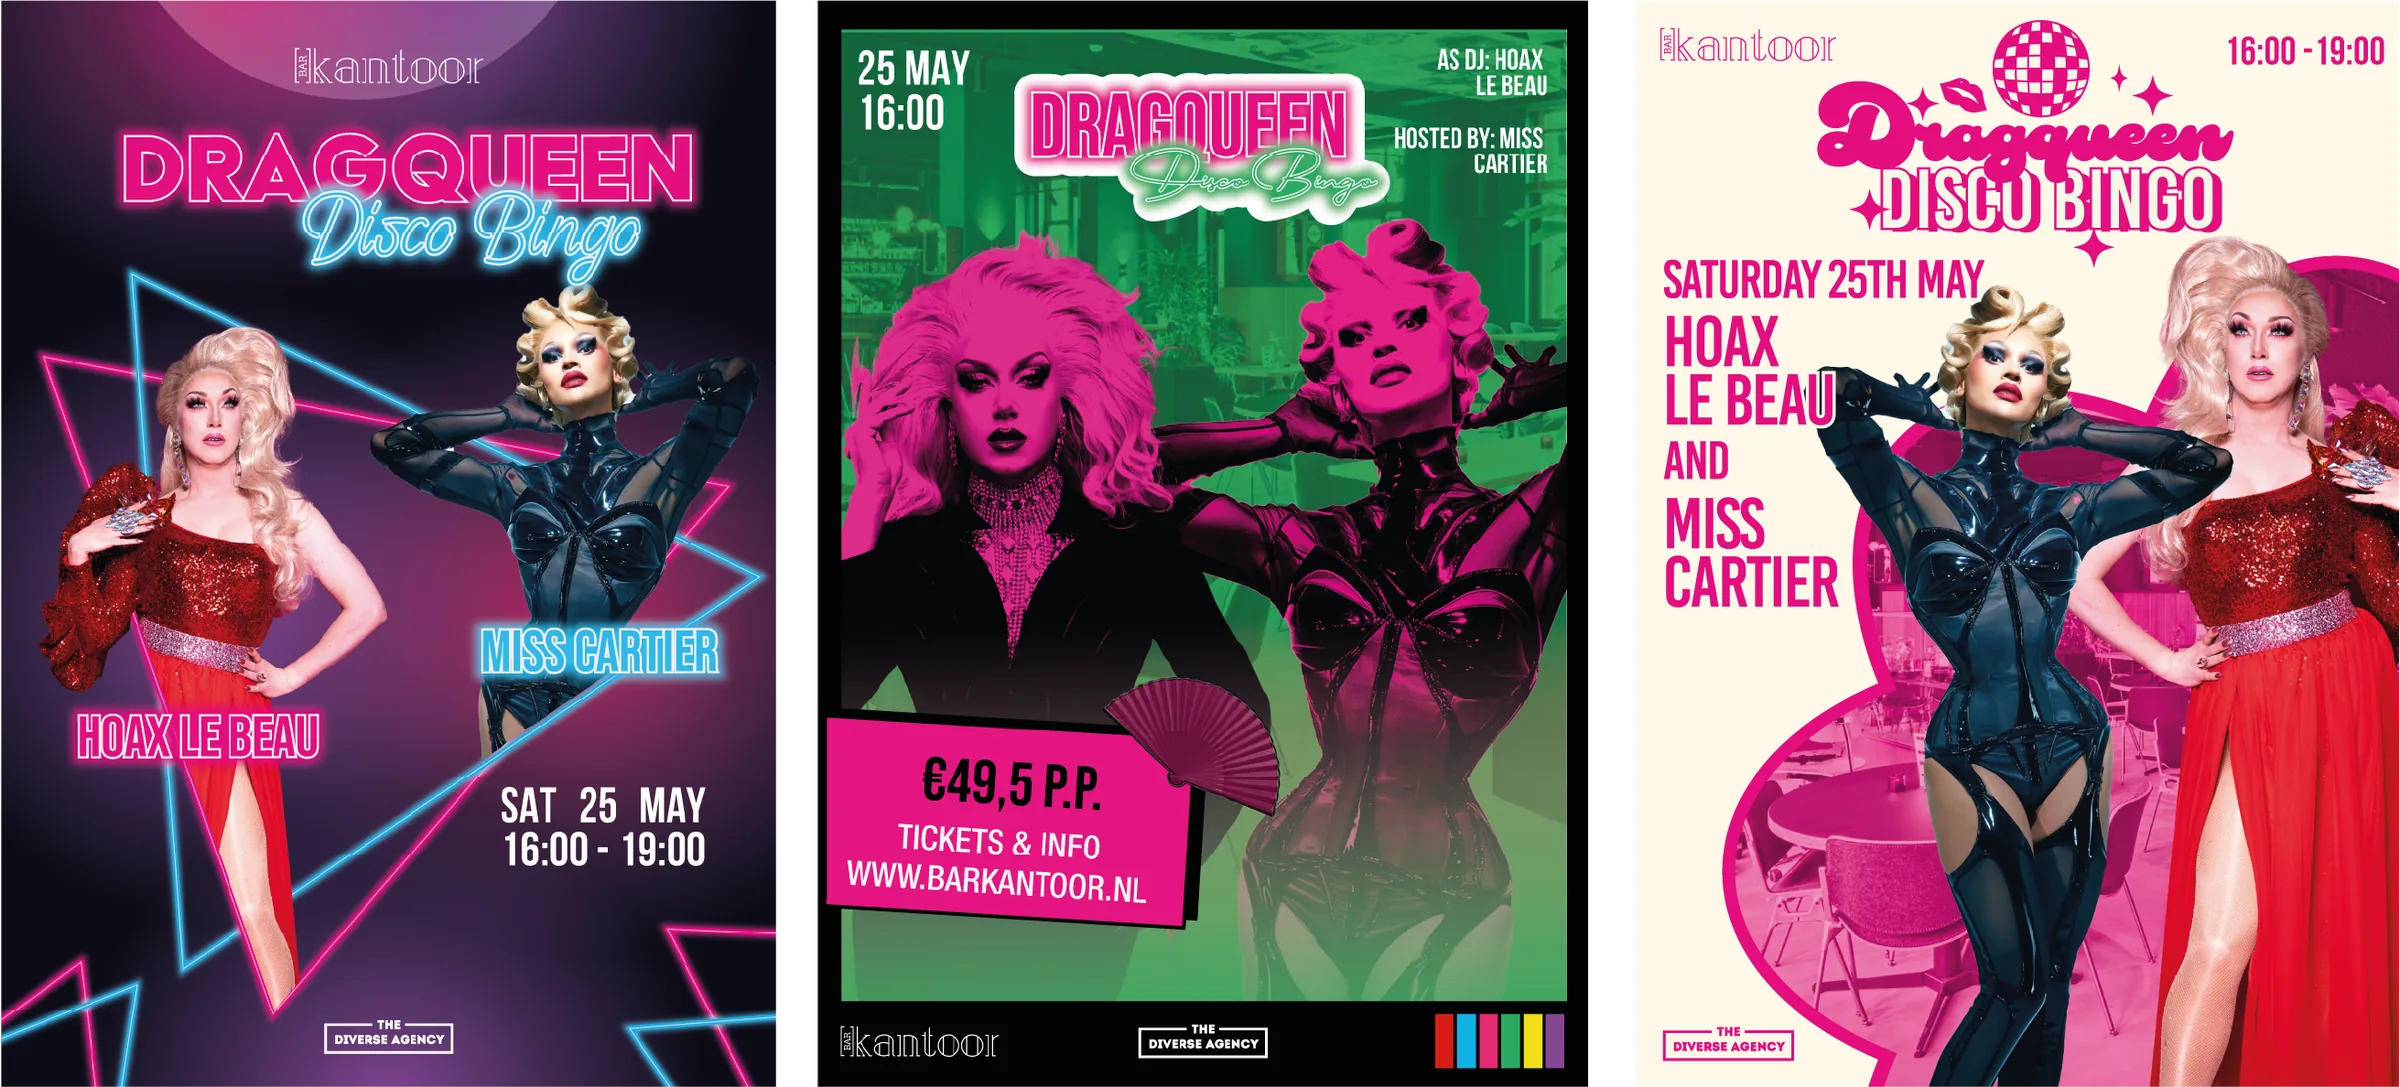 BAR kantoor
DRAGQUEEN
Disco Bingo
MISS CARTIER
HOAX LE BEAU
SAT 25 MAY
16:00 - 19:00
THE
DIVERSE AGENCY
25 MAY
16:00
AS DJ: HOAX
LE BEAU
HOSTED BY: MISS
CARTIER
DRAGQUEEN
Disco Bingo
€49,5 P.P.
TICKETS & INFO
WWW.BARKANTOOR.NL
BAR kantoor
THE
DIVERSE AGENCY
BAR kantoor
16:00 - 19:00
Dragqueen
DISCO BINGO
SATURDAY 25TH MAY
HOAX
LE BEAU
AND
MISS
CARTIER
THE
DIVERSE AGENCY